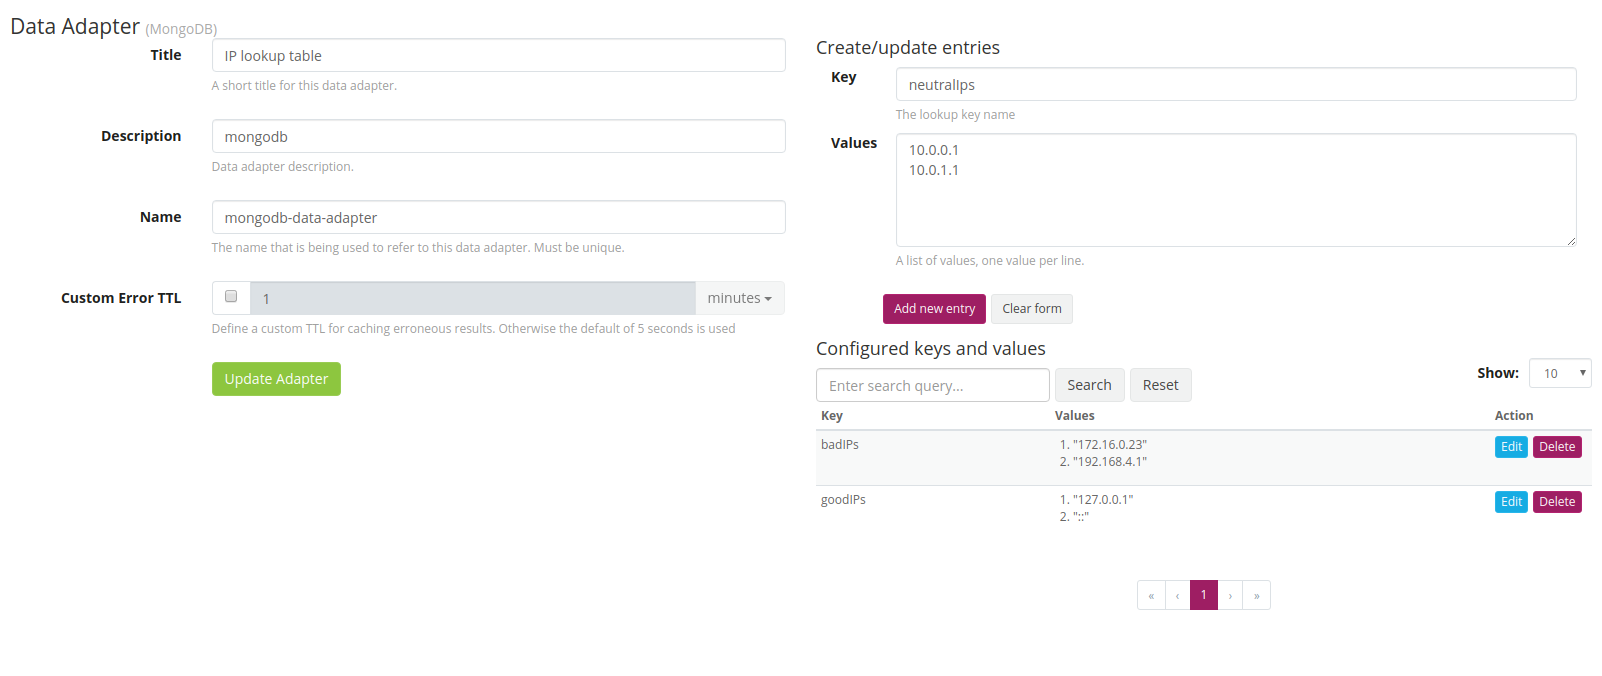 Data Adapter (MongoDB)
Title
IP lookup table
A short title for this data adapter.
Description
mongodb
Data adapter description.
Name
mongodb-data-adapter
The name that is being used to refer to this data adapter. Must be unique.
Custom Error TTL
1
minutes
Define a custom TTL for caching erroneous results. Otherwise the default of 5 seconds is used
Update Adapter
Create/update entries
Key
neutralIps
The lookup key name
Values
10.0.0.1
10.0.1.1
A list of values, one value per line.
Add new entry Clear form
Configured keys and values
Enter search query... Search Reset
Show: 10
Key Values Action
badIPs
1. "172.16.0.23"
2. "192.168.4.1"
Edit Delete
goodIPs
1. "127.0.0.1"
2. "::"
Edit Delete
« ‹ 1 › »